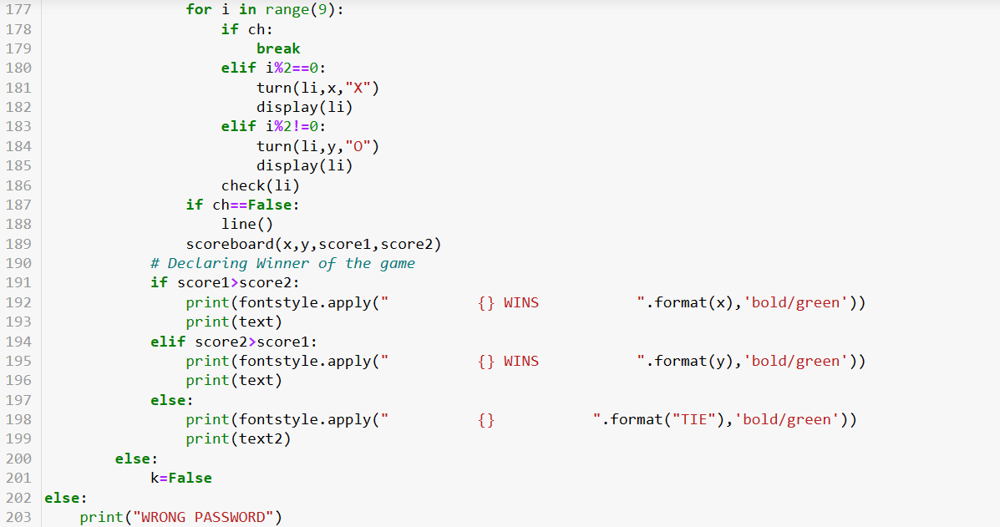 177                 for i in range(9):
178                     if ch:
179                         break
180                     elif i%2==0:
181                         turn(li,x,"X")
182                         display(li)
183                     elif i%2!=0:
184                         turn(li,y,"O")
185                         display(li)
186                     check(li)
187                 if ch==False:
188                     line()
189                 scoreboard(x,y,score1,score2)
190             # Declaring Winner of the game
191             if score1>score2:
192                 print(fontstyle.apply("          {} WINS           ".format(x),'bold/green'))
193                 print(text)
194             elif score2>score1:
195                 print(fontstyle.apply("          {} WINS           ".format(y),'bold/green'))
196                 print(text)
197             else:
198                 print(fontstyle.apply("          {}           ".format("TIE"),'bold/green'))
199                 print(text2)
200         else:
201             k=False
202 else:
203     print("WRONG PASSWORD")